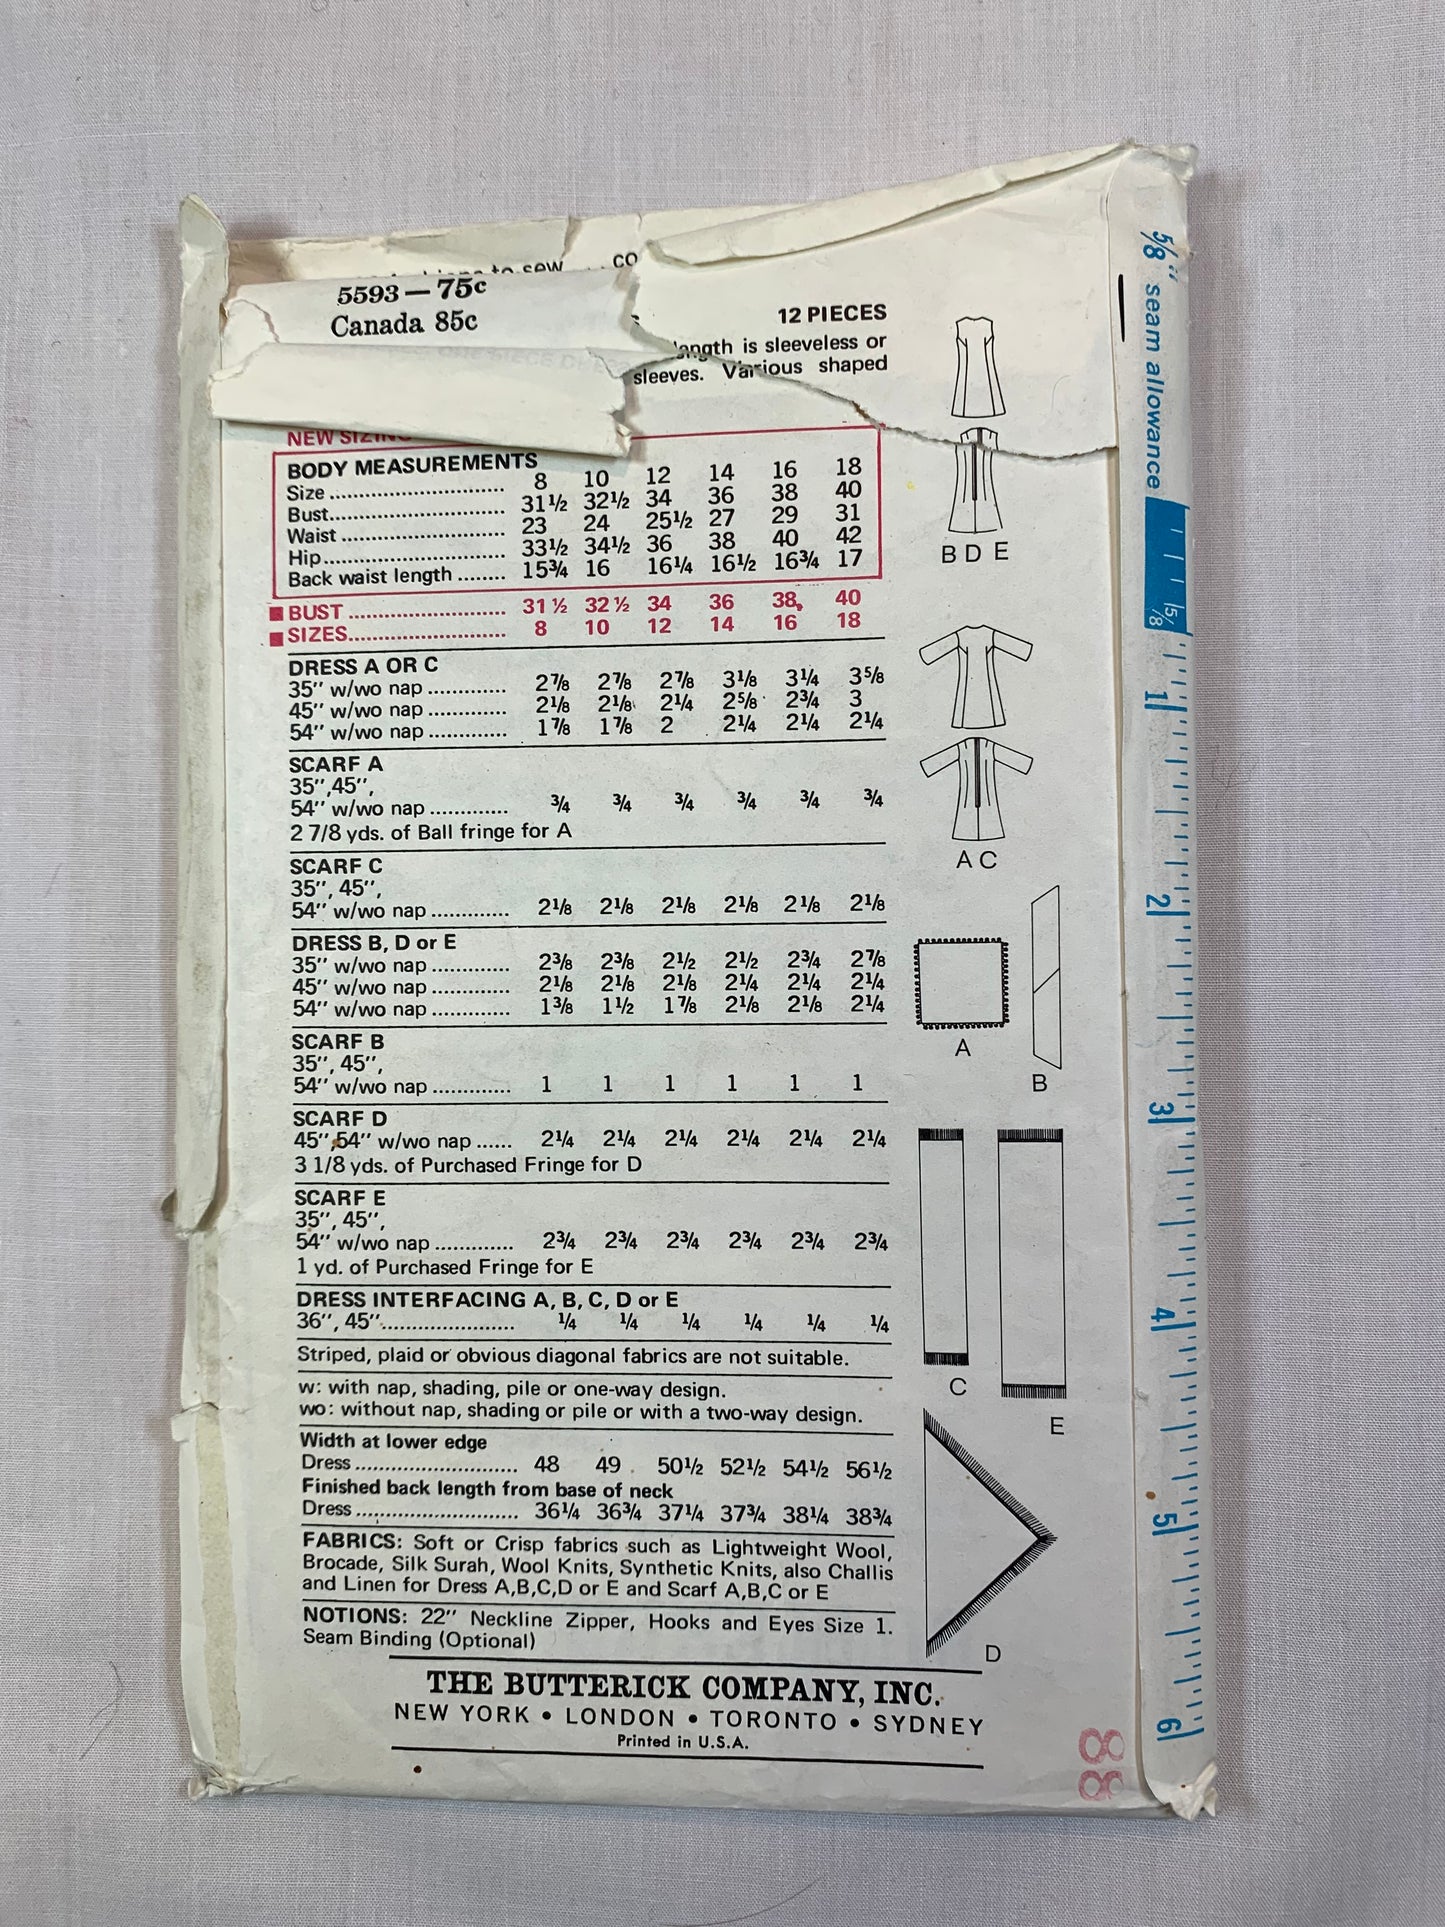 to sew . . . co
5593—75c
Canada 85c
12 PIECES
length is sleeveless or
sleeves. Various shaped
NEW SIZING
BODY MEASUREMENTS
Size 8 10 12 14 16 18
Bust 31½ 32½ 34 36 38 40
Waist 23 24 25½ 27 29 31
Hip 33½ 34½ 36 38 40 42
Back waist length 15¾ 16 16¼ 16½ 16¾ 17
BUST 31½ 32½ 34 36 38 40
SIZES 8 10 12 14 16 18
DRESS A OR C
35" w/wo nap 2⅞ 2⅞ 2⅞ 3⅛ 3¼ 3⅝
45" w/wo nap 2⅛ 2⅛ 2¼ 2⅝ 2¾ 3
54" w/wo nap 1⅞ 1⅞ 2 2¼ 2¼ 2¼
SCARF A
35",45",
54" w/wo nap ¾ ¾ ¾ ¾ ¾ ¾
2 7/8 yds. of Ball fringe for A
SCARF C
35", 45",
54" w/wo nap 2⅛ 2⅛ 2⅛ 2⅛ 2⅛ 2⅛
DRESS B, D or E
35" w/wo nap 2⅜ 2⅜ 2½ 2½ 2¾ 2⅞
45" w/wo nap 2⅛ 2⅛ 2⅛ 2¼ 2¼ 2¼
54" w/wo nap 1⅜ 1½ 1⅞ 2⅛ 2⅛ 2¼
SCARF B
35", 45",
54" w/wo nap 1 1 1 1 1 1
SCARF D
45",54" w/wo nap 2¼ 2¼ 2¼ 2¼ 2¼ 2¼
3 1/8 yds. of Purchased Fringe for D
SCARF E
35", 45",
54" w/wo nap 2¾ 2¾ 2¾ 2¾ 2¾ 2¾
1 yd. of Purchased Fringe for E
DRESS INTERFACING A, B, C, D or E
36", 45" ¼ ¼ ¼ ¼ ¼ ¼
Striped, plaid or obvious diagonal fabrics are not suitable.
w: with nap, shading, pile or one-way design.
wo: without nap, shading or pile or with a two-way design.
Width at lower edge
Dress 48 49 50½ 52½ 54½ 56½
Finished back length from base of neck
Dress 36¼ 36¾ 37¼ 37¾ 38¼ 38¾
FABRICS: Soft or Crisp fabrics such as Lightweight Wool,
Brocade, Silk Surah, Wool Knits, Synthetic Knits, also Challis
and Linen for Dress A,B,C,D or E and Scarf A,B,C or E
NOTIONS: 22" Neckline Zipper, Hooks and Eyes Size 1.
Seam Binding (Optional)
THE BUTTERICK COMPANY, INC.
NEW YORK • LONDON • TORONTO • SYDNEY
Printed in U.S.A.
B D E
A C
A
B
C
E
D
88
5/8" seam allowance
5/8
1
2
3
4
5
6